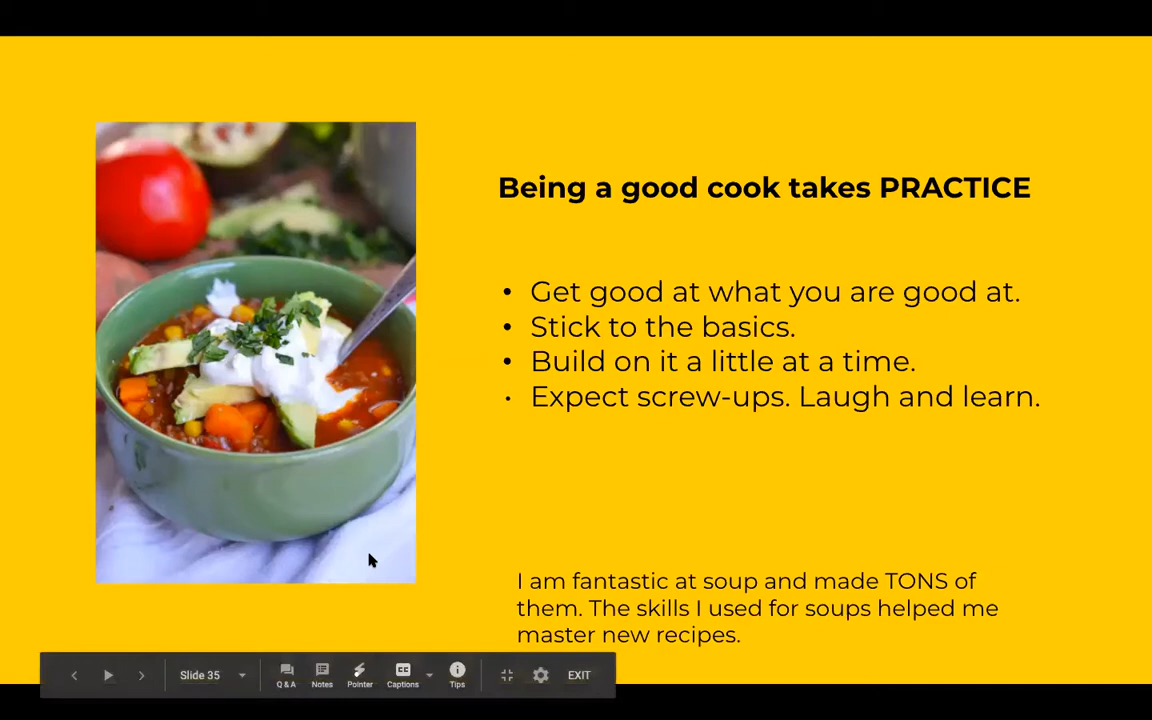 Being a good cook takes PRACTICE
• Get good at what you are good at.
• Stick to the basics.
• Build on it a little at a time.
• Expect screw-ups. Laugh and learn.
I am fantastic at soup and made TONS of
them. The skills I used for soups helped me
master new recipes.
Slide 35
Q & A
Notes
Pointer
CC
Captions
Tips
EXIT